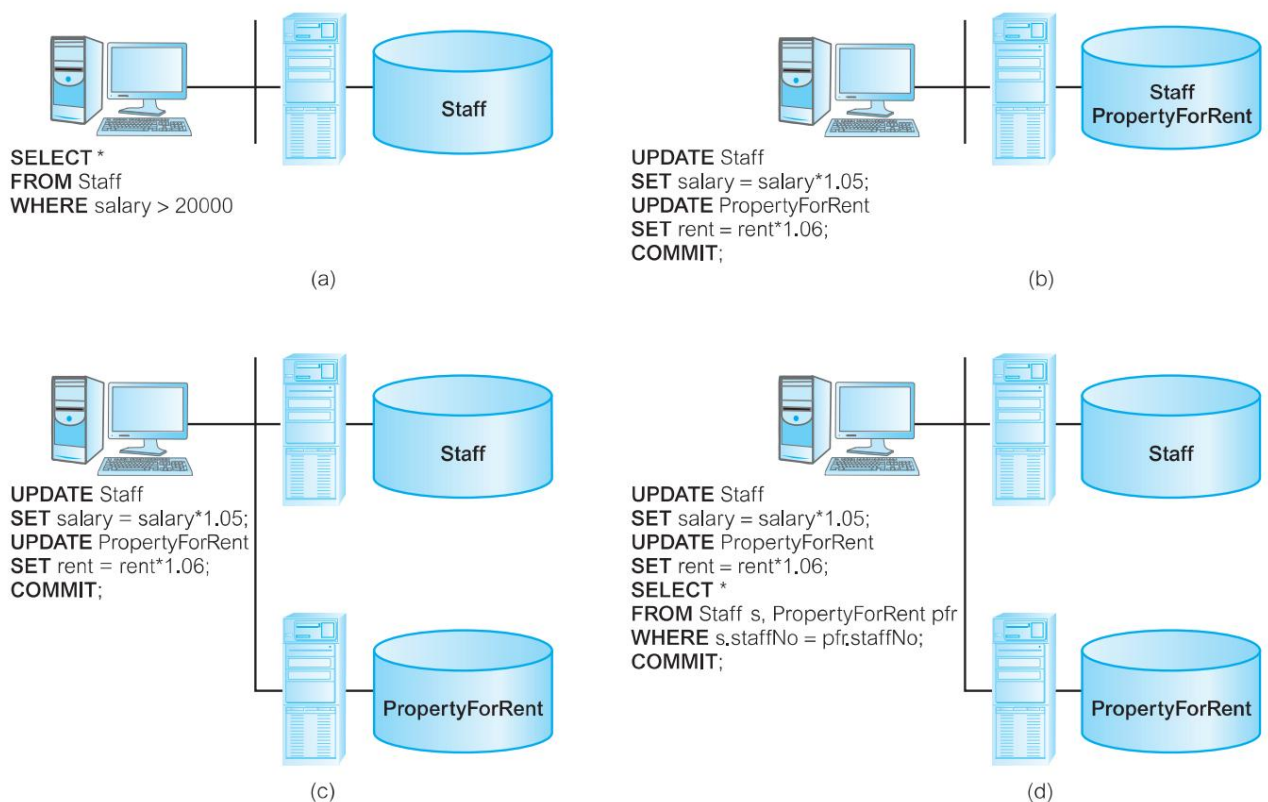 Staff
SELECT *
FROM Staff
WHERE salary > 20000
(a)
Staff
PropertyForRent
UPDATE Staff
SET salary = salary*1.05;
UPDATE PropertyForRent
SET rent = rent*1.06;
COMMIT;
(b)
Staff
UPDATE Staff
SET salary = salary*1.05;
UPDATE PropertyForRent
SET rent = rent*1.06;
COMMIT;
PropertyForRent
(c)
Staff
UPDATE Staff
SET salary = salary*1.05;
UPDATE PropertyForRent
SET rent = rent*1.06;
SELECT *
FROM Staff s, PropertyForRent pfr
WHERE s.staffNo = pfr.staffNo;
COMMIT;
PropertyForRent
(d)